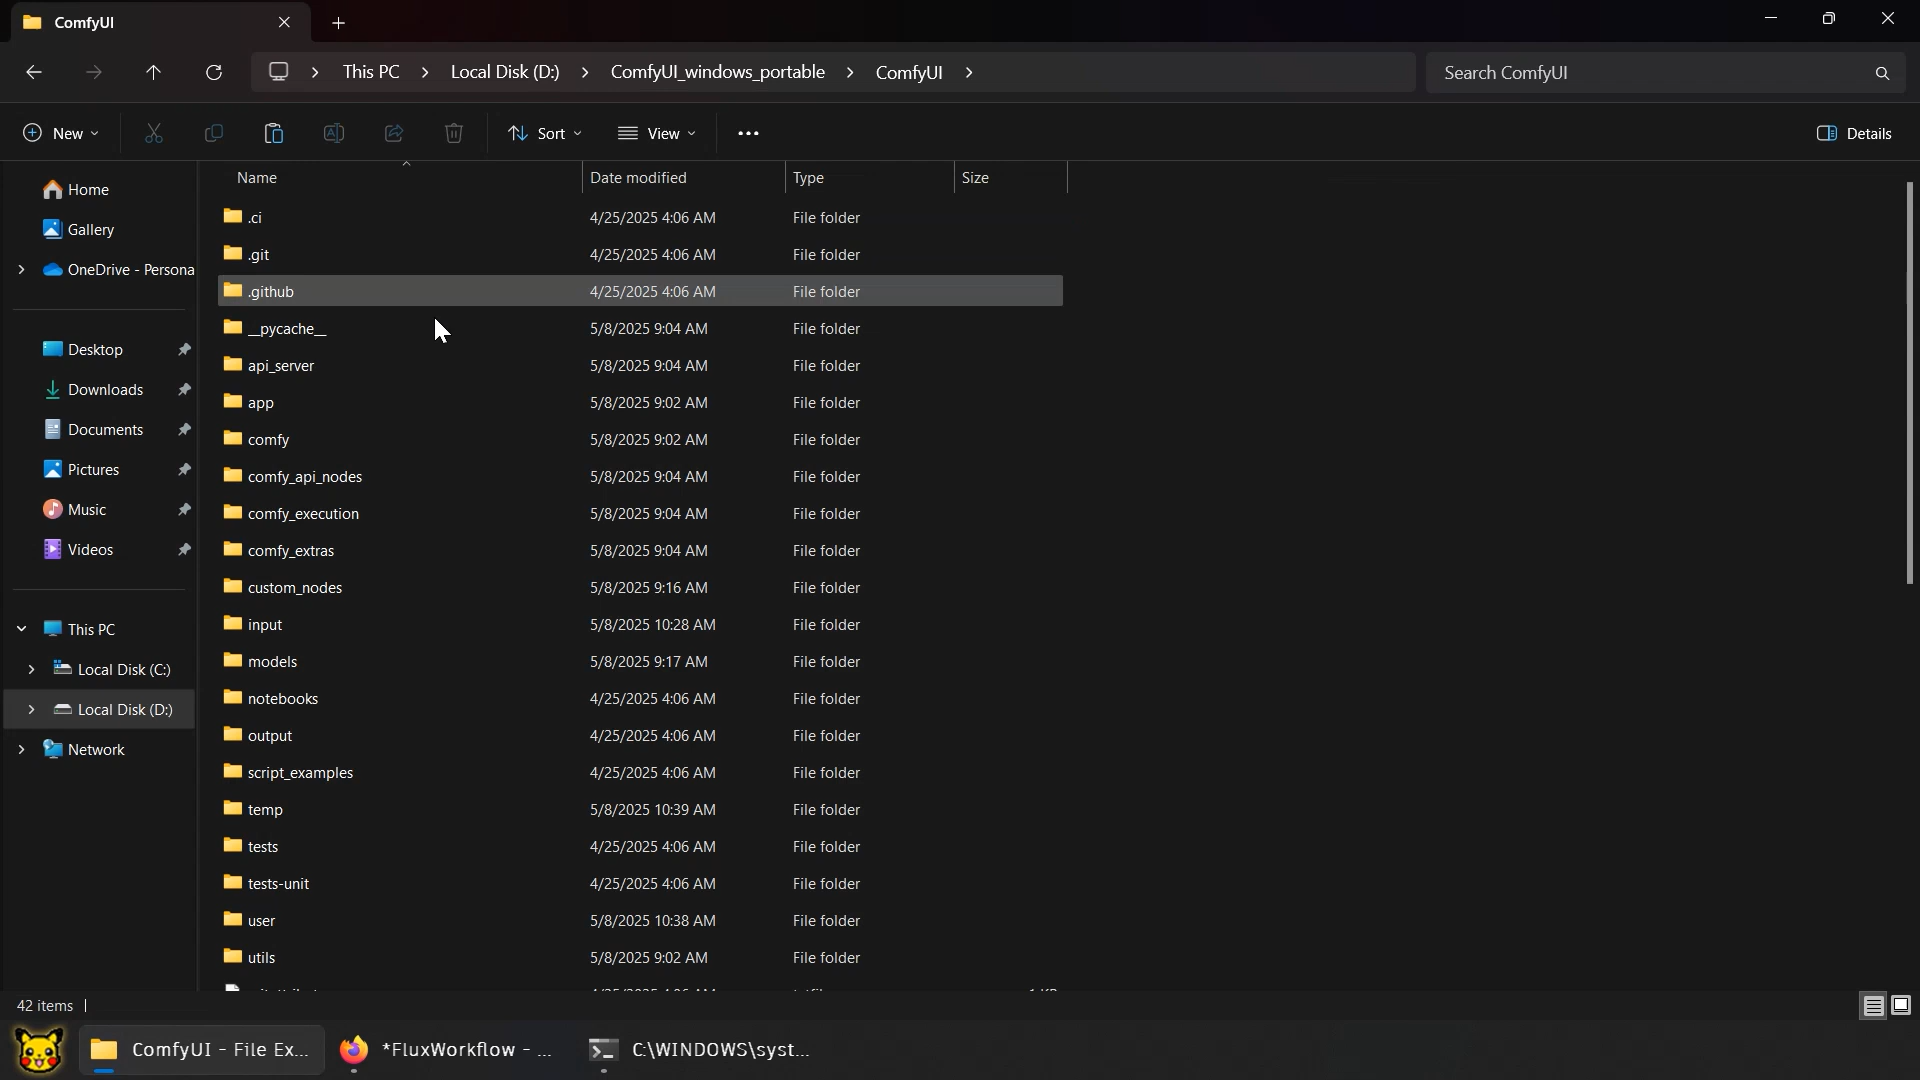 ComfyUI
This PC
Local Disk (D:)
ComfyUI_windows_portable
ComfyUI
Search ComfyUI
New
Sort
View
Details
Name
Date modified
Type
Size
Home
Gallery
OneDrive - Persona
Desktop
Downloads
Documents
Pictures
Music
Videos
This PC
Local Disk (C:)
Local Disk (D:)
Network
.ci 4/25/2025 4:06 AM File folder
.git 4/25/2025 4:06 AM File folder
.github 4/25/2025 4:06 AM File folder
__pycache__ 5/8/2025 9:04 AM File folder
api_server 5/8/2025 9:04 AM File folder
app 5/8/2025 9:02 AM File folder
comfy 5/8/2025 9:02 AM File folder
comfy_api_nodes 5/8/2025 9:04 AM File folder
comfy_execution 5/8/2025 9:04 AM File folder
comfy_extras 5/8/2025 9:04 AM File folder
custom_nodes 5/8/2025 9:16 AM File folder
input 5/8/2025 10:28 AM File folder
models 5/8/2025 9:17 AM File folder
notebooks 4/25/2025 4:06 AM File folder
output 4/25/2025 4:06 AM File folder
script_examples 4/25/2025 4:06 AM File folder
temp 5/8/2025 10:39 AM File folder
tests 4/25/2025 4:06 AM File folder
tests-unit 4/25/2025 4:06 AM File folder
user 5/8/2025 10:38 AM File folder
utils 5/8/2025 9:02 AM File folder
42 items
ComfyUI - File Ex...
*FluxWorkflow - ...
C:\WINDOWS\syst...